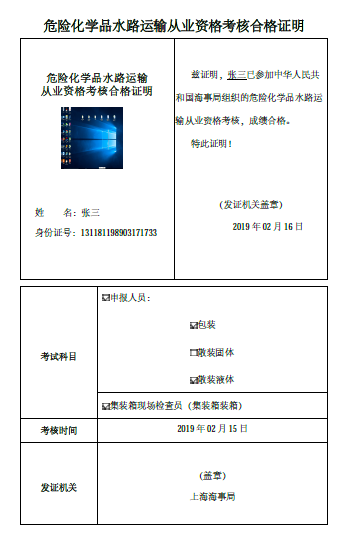 危险化学品水路运输从业资格考核合格证明
危险化学品水路运输
从业资格考核合格证明
姓 名：张三
身份证号：131181198903171733
兹证明，张三已参加中华人民共
和国海事局组织的危险化学品水路运
输从业资格考核，成绩合格。
特此证明！
（发证机关盖章）
2019 年 02 月 16 日
考试科目
☑申报人员：
☑包装
☐散装固体
☑散装液体
☑集装箱现场检查员（集装箱装箱）
考核时间
2019 年 02 月 15 日
发证机关
（盖章）
上海海事局